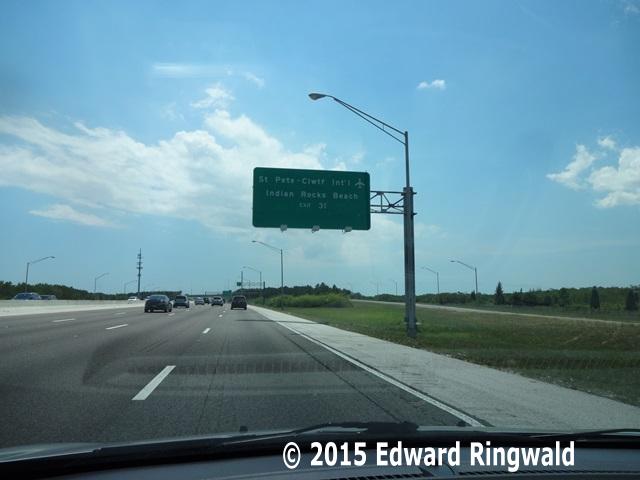 St Pete-Clwtr Int'l
Indian Rocks Beach
EXIT 31
© 2015 Edward Ringwald